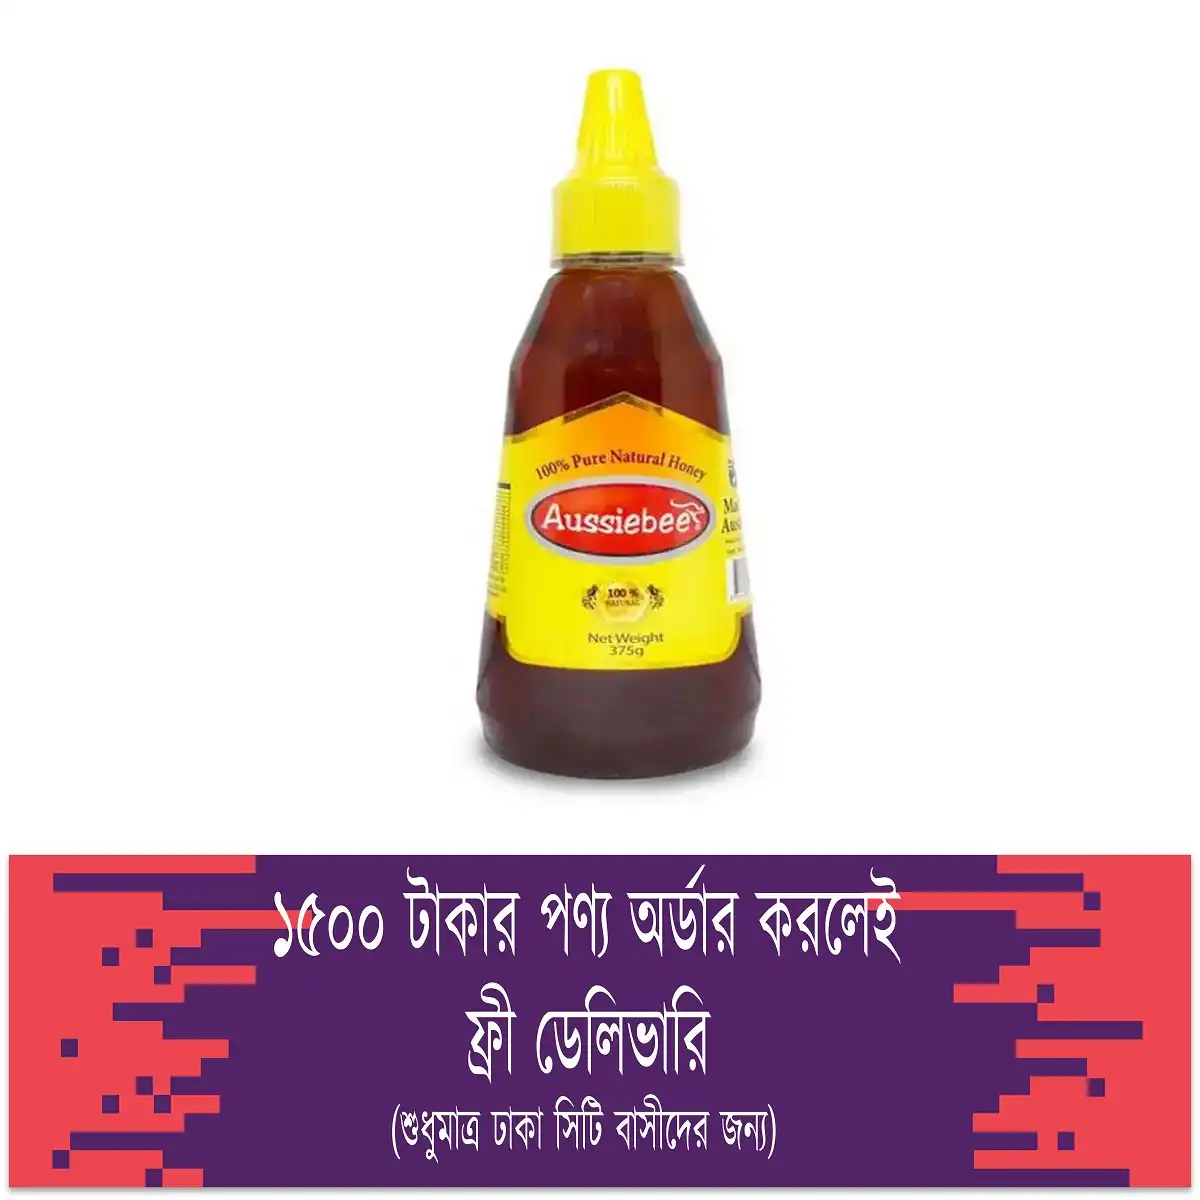 100% Pure Natural Honey
Aussiebee
100 %
NATURAL
Net Weight
375g
১৫০০ টাকার পণ্য অর্ডার করলেই
ফ্রী ডেলিভারি
(শুধুমাত্র ঢাকা সিটি বাসীদের জন্য)